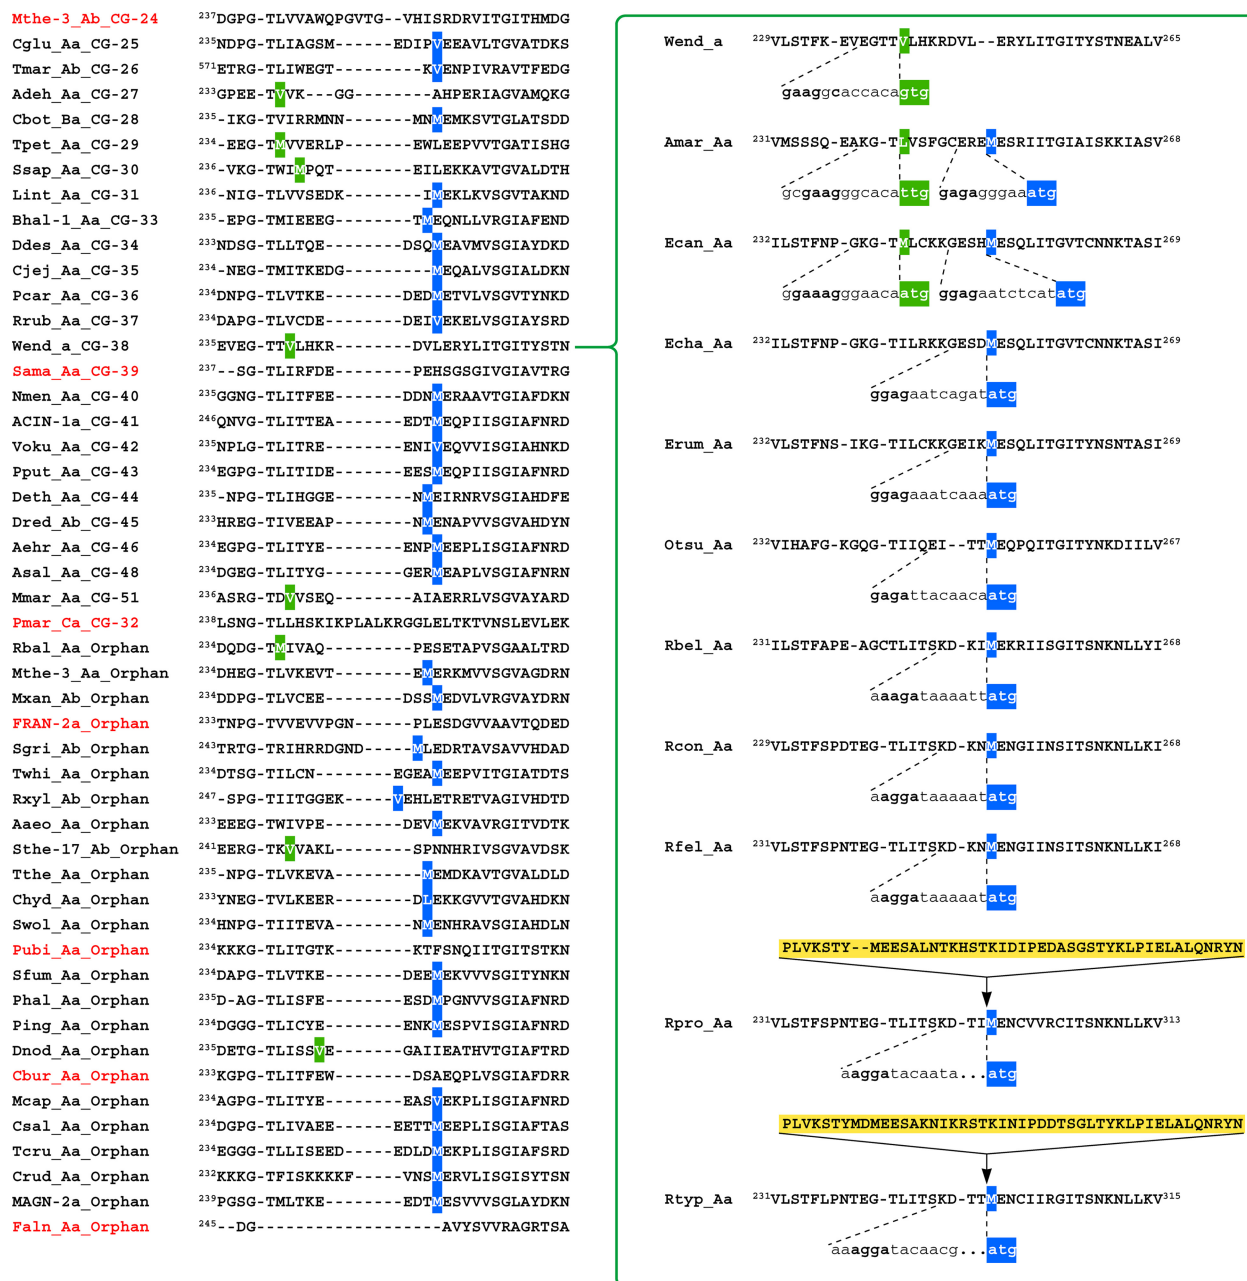 Mthe-3_Ab_CG-24 237DGPG-TLVVAWQPGVTG--VHISRDRVITGITHMDG
Cglu_Aa_CG-25 235NDPG-TLIAGSM-------EDIPVEEAVLTGVATDKS
Tmar_Ab_CG-26 571ETRG-TLIWEGT---------KVENPIVRAVTFEDG
Adeh_Aa_CG-27 233GPEE-TVVK---GG--------AHPERIAGVAMQKG
Cbot_Ba_CG-28 235-IKG-TVIRRMNN-------MNMEMKSVTGLATSDD
Tpet_Aa_CG-29 234-EEG-TMVVERLP-------EWLEEPVVTGATISHG
Ssap_Aa_CG-30 236-VKG-TWIMPQT--------EILEKKAVTGVALDTH
Lint_Aa_CG-31 236-NIG-TLVVSEDK--------IMEKLKVSGVTAKND
Bhal-1_Aa_CG-33 235-EPG-TMIEEEG--------TMEQNLLVRGIAFEND
Ddes_Aa_CG-34 233NDSG-TLLTQE--------DSQMEAVMVSGIAYDKD
Cjej_Aa_CG-35 234-NEG-TMITKEDG---------MEQALVSGIALDKN
Pcar_Aa_CG-36 234DNPG-TLVTKE--------DEDMETVLVSGVTYNKD
Rrub_Aa_CG-37 234DAPG-TLVCDE--------DEIVEKELVSGIAYSRD
Wend_a_CG-38 235EVEG-TTVLHKR--------DVLERYLITGITYSTN
Sama_Aa_CG-39 237--SG-TLIRFDE--------PEHSGSGIVGIAVTRG
Nmen_Aa_CG-40 235GGNG-TLITFEE-------DDNMERAAVTGIAFDKN
ACIN-1a_CG-41 246QNVG-TLITTEA-------EDTMEQPIISGIAFNRD
Voku_Aa_CG-42 235NPLG-TLITRE--------ENIVEQVVISGIAHNKD
Pput_Aa_CG-43 234EGPG-TLITIDE-------EESMEQPIISGIAFNRD
Deth_Aa_CG-44 235-NPG-TLIHGGE--------NMEIRNRVSGIAHDFE
Dred_Ab_CG-45 233HREG-TIVEEAP--------NMENAPVVSGVAHDYN
Aehr_Aa_CG-46 234EGPG-TLITYE--------ENPMEEPLISGIAFNRD
Asal_Aa_CG-48 234DGEG-TLITYG--------GERMEAPLVSGIAFNRN
Mmar_Aa_CG-51 236ASRG-TDVVSEQ--------AIAERRLVSGVAYARD
Pmar_Ca_CG-32 238LSNG-TLLHSKIKPLALKRGGLELTKTVNSLEVLEK
Rbal_Aa_Orphan 234DQDG-TMIVAQ---------PESETAPVSGAALTRD
Mthe-3_Aa_Orphan 234DHEG-TLVKEVT--------EMERKMVVSGVAGDRN
Mxan_Ab_Orphan 234DDPG-TLVCEE--------DSSMEDVLVRGVAYDRN
FRAN-2a_Orphan 233TNPG-TVVEVVPGN-----PLESDGVVAAVTQDED
Sgri_Ab_Orphan 243TRTG-TRIHRRDGND-----MLEDRTAVSAVVHDAD
Twhi_Aa_Orphan 234DTSG-TILCN--------EGEAMEEPVITGIATDTS
Rxyl_Ab_Orphan 247-SPG-TIITGGEK-----VEHLETRETVAGIVHDTD
Aaeo_Aa_Orphan 233EEEG-TWIVPE--------DEVMEKVAVRGITVDTK
Sthe-17_Ab_Orphan 241EERG-TKVVAKL--------SPNNHRIVSGVAVDSK
Tthe_Aa_Orphan 235-NPG-TLVKEVA---------MEMDKAVTGVALDLD
Chyd_Aa_Orphan 233YNEG-TVLKEER--------DLEKKGVVTGVAHDKN
Swol_Aa_Orphan 234HNPG-TIITEVA--------NMENHRAVSGIAHDLN
Pubi_Aa_Orphan 234KKKG-TLITGTK--------KTFSNQIITGITSTKN
Sfum_Aa_Orphan 234DAPG-TLVTKE--------DEEMEKVVVSGITYNKN
Phal_Aa_Orphan 235D-AG-TLISFE--------ESDMPGNVVSGIAFNRD
Ping_Aa_Orphan 234DGGG-TLICYE--------ENKMESPVISGIAFNRD
Dnod_Aa_Orphan 235DETG-TLISSVE-------GAIIEATHVTGIAFTRD
Cbur_Aa_Orphan 233KGPG-TLITFEW--------DSAEQPLVSGIAFDRR
Mcap_Aa_Orphan 234AGPG-TLITYE--------EASVEKPLISGIAFNRD
Csal_Aa_Orphan 234DGPG-TLIVAEE------EETTMEEPLISGIAFTAS
Tcru_Aa_Orphan 234EGGG-TLLISEED-----EDLDMEKPLISGIAFSRD
Crud_Aa_Orphan 232KKKG-TFISKKKKF------VNSMERVLISGISYTSN
MAGN-2a_Orphan 239PGSG-TMLTKE--------EDTMESVVVSGLAYDKN
Faln_Aa_Orphan 245--DG-------------------AVYSVVRAGRTSA
Wend_a 229VLSTFK-EVEGTTVLHKRDVL--ERYLITGITYSTNEALV265
gaaggcaccacagtg
Amar_Aa 231VMSSSQ-EAKG-TLVSFGCEREMESRIITGIAISKKIASV268
gcgaagggcacattg gagagggaaatg
Ecan_Aa 232ILSTFNP-GKG-TMLCKKGESHMESQLITGVTCNNKTASI269
ggaaagggaacaatg ggagaatctcatatg
Echa_Aa 232ILSTFNP-GKG-TILRKKGESDMESQLITGVTCNNKTASI269
ggagaatcagatatg
Erum_Aa 232VLSTFNS-IKG-TILCKKGEIKMESQLITGITYNSNTASI269
ggagaaatcaaaatg
Otsu_Aa 232VIHAFG-KGQG-TIIQEI--TTMEQPQITGITYNKDIILV267
gagattacaacaatg
Rbel_Aa 231ILSTFAPE-AGCTLITSKD-KIMEKRIISGITSNKNLLYI268
aaagataaaattatg
Rcon_Aa 229VLSTFSPDTEG-TLITSKD-KNMENGIINSITSNKNLLKI268
aaggataaaaatatg
Rfel_Aa 231VLSTFSPNTEG-TLITSKD-KNMENGIINSITSNKNLLKI268
aaggataaaaatatg
PLVKSTY--MEESALNTKHSTKIDIPEDASGSTYKLPIELALQNRYN
Rpro_Aa 231VLSTFSPNTEG-TLITSKD-TIMENCVVRCITSNKNLLKV313
aaggatacaata...atg
PLVKSTYMDMEESAKNIKRSTKINIPDDTSGLTYKLPIELALQNRYN
Rtyp_Aa 231VLSTFLPNTEG-TLITSKD-TTMENCIIRGITSNKNLLKV315
aaaggatacaacg...atg